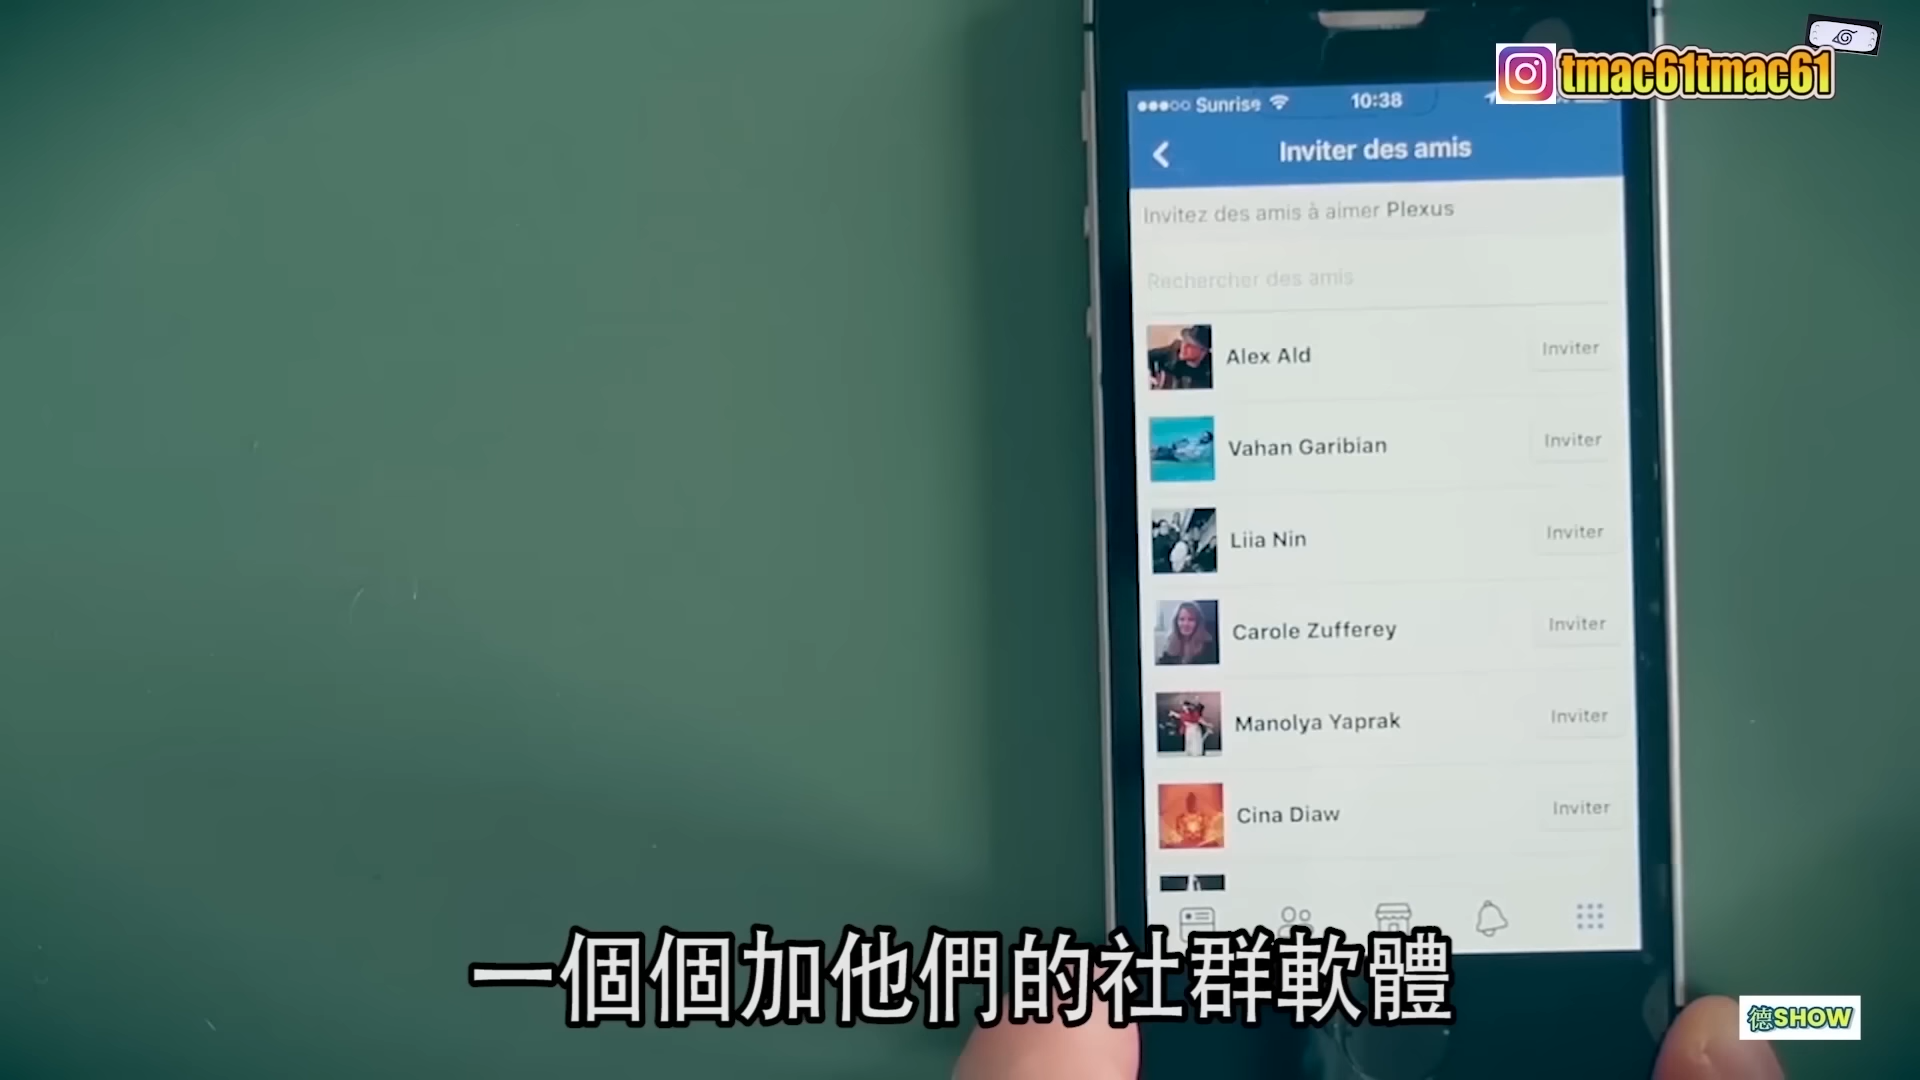 tmac61tmac61
Sunrise 10:38
Inviter des amis
Invitez des amis à aimer Plexus
Rechercher des amis
Alex Ald Inviter
Vahan Garibian Inviter
Liia Nin Inviter
Carole Zufferey Inviter
Manolya Yaprak Inviter
Cina Diaw Inviter
一個個加他們的社群軟體
德SHOW